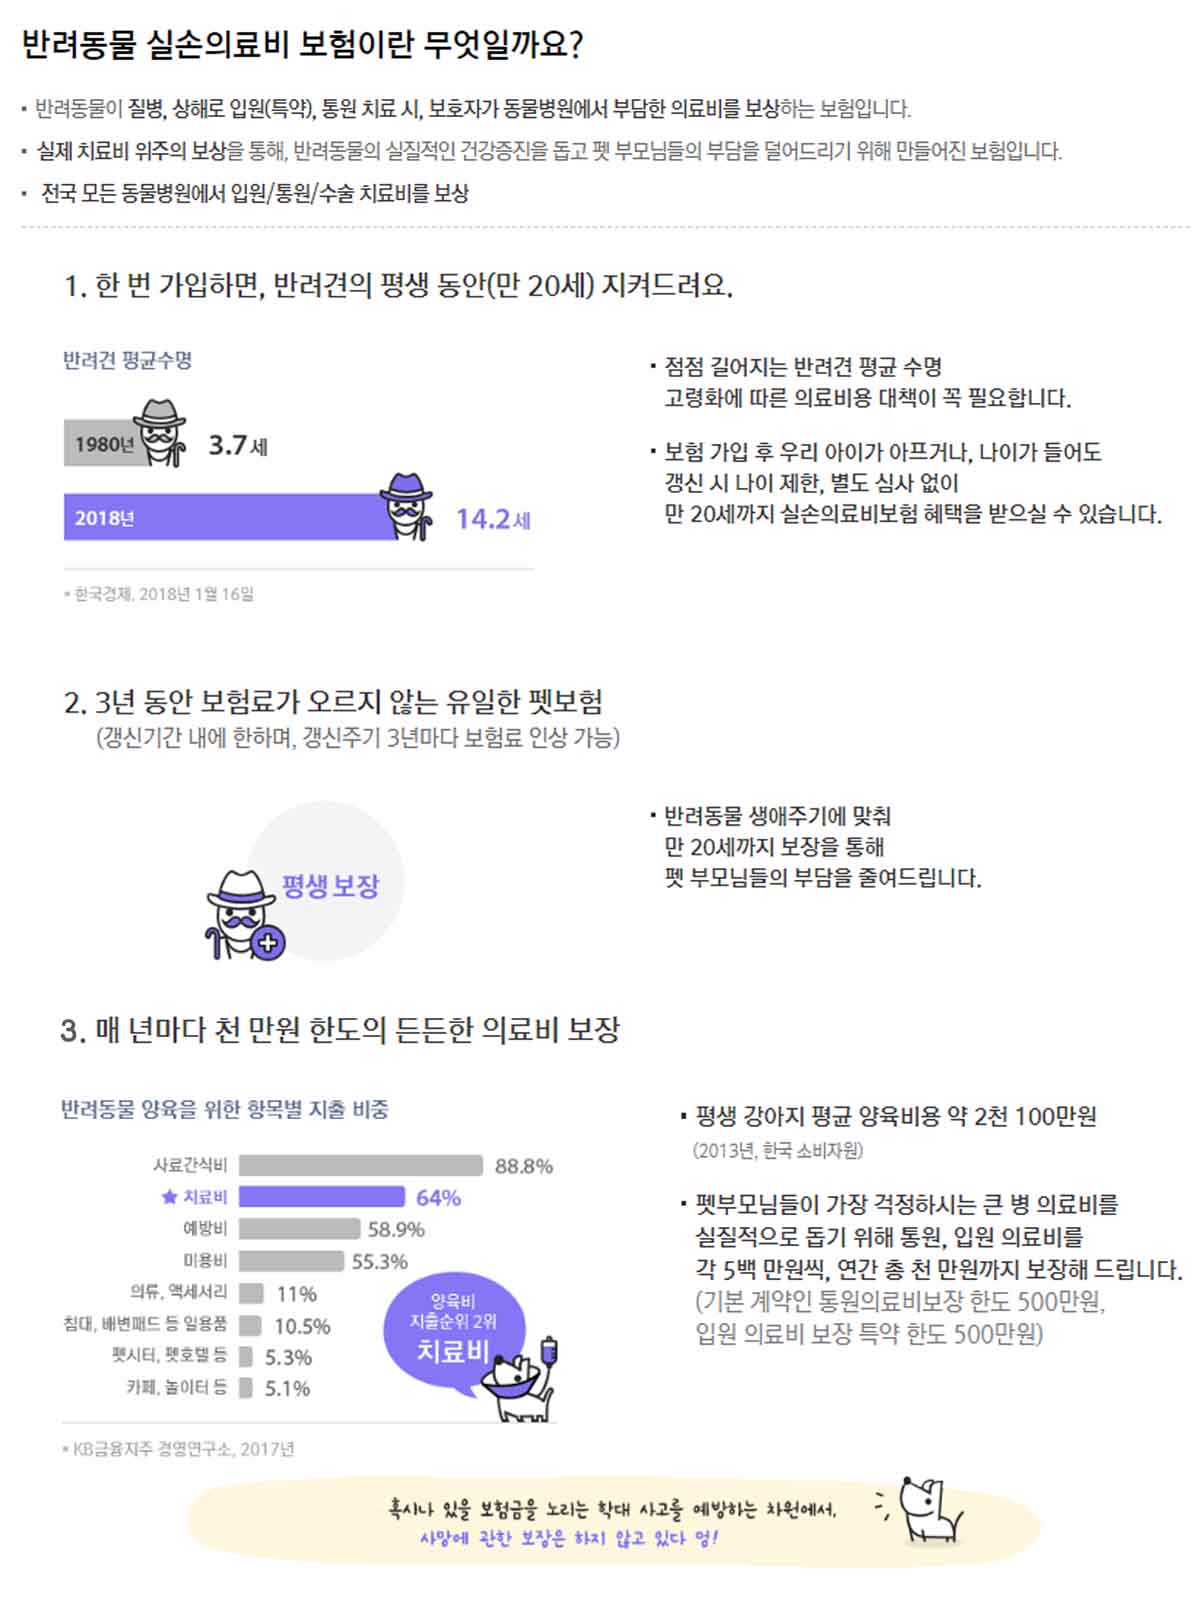 반려동물 실손의료비 보험이란 무엇일까요?
▪ 반려동물이 질병, 상해로 입원(특약), 통원 치료 시, 보호자가 동물병원에서 부담한 의료비를 보상하는 보험입니다.
▪ 실제 치료비 위주의 보상을 통해, 반려동물의 실질적인 건강증진을 돕고 펫 부모님들의 부담을 덜어드리기 위해 만들어진 보험입니다.
▪ 전국 모든 동물병원에서 입원/통원/수술 치료비를 보상
1. 한 번 가입하면, 반려견의 평생 동안(만 20세) 지켜드려요.
반려견 평균수명
1980년 3.7세
2018년 14.2세
* 한국경제, 2018년 1월 16일
▪ 점점 길어지는 반려견 평균 수명
고령화에 따른 의료비용 대책이 꼭 필요합니다.
▪ 보험 가입 후 우리 아이가 아프거나, 나이가 들어도
갱신 시 나이 제한, 별도 심사 없이
만 20세까지 실손의료비보험 혜택을 받으실 수 있습니다.
2. 3년 동안 보험료가 오르지 않는 유일한 펫보험
(갱신기간 내에 한하며, 갱신주기 3년마다 보험료 인상 가능)
평생 보장
▪ 반려동물 생애주기에 맞춰
만 20세까지 보장을 통해
펫 부모님들의 부담을 줄여드립니다.
3. 매 년마다 천 만원 한도의 든든한 의료비 보장
반려동물 양육을 위한 항목별 지출 비중
사료간식비 88.8%
★ 치료비 64%
예방비 58.9%
미용비 55.3%
의류, 액세서리 11%
침대, 배변패드 등 일용품 10.5%
펫시터, 펫호텔 등 5.3%
카페, 놀이터 등 5.1%
양육비
지출순위 2위
치료비
* KB금융지주 경영연구소, 2017년
▪ 평생 강아지 평균 양육비용 약 2천 100만원
(2013년, 한국 소비자원)
▪ 펫부모님들이 가장 걱정하시는 큰 병 의료비를
실질적으로 돕기 위해 통원, 입원 의료비를
각 5백 만원씩, 연간 총 천 만원까지 보장해 드립니다.
(기본 계약인 통원의료비보장 한도 500만원,
입원 의료비 보장 특약 한도 500만원)
혹시나 있을 보험금을 노리는 학대 사고를 예방하는 차원에서,
사망에 관한 보장은 하지 않고 있다 멍!